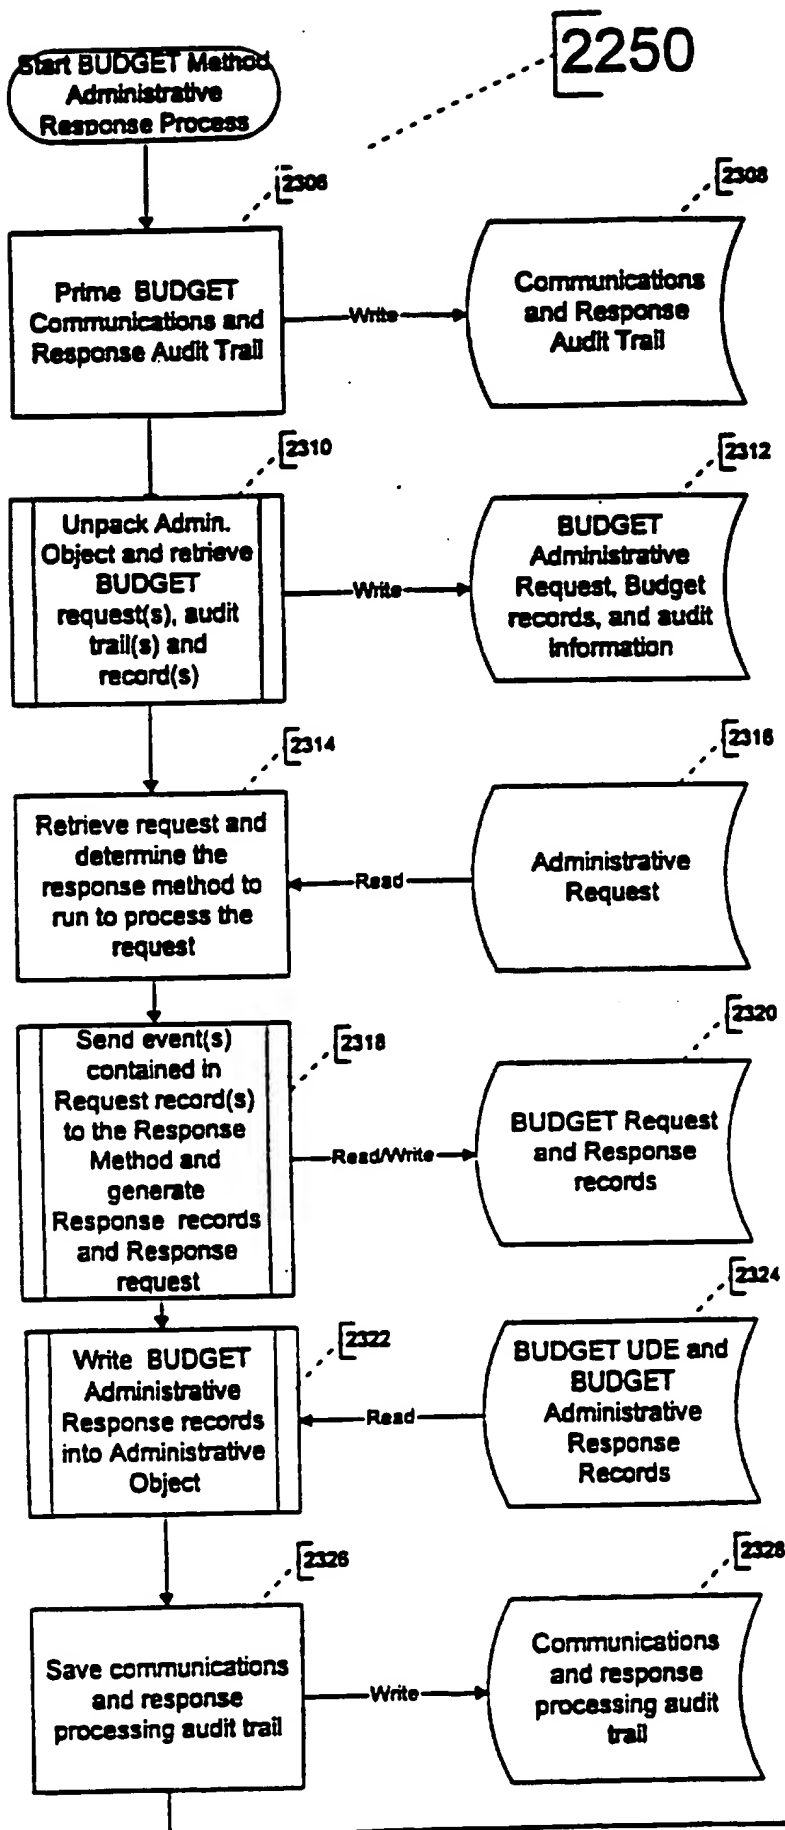 2250
Start BUDGET Method
Administrative
Response Process
2306
2308
Prime BUDGET
Communications and
Response Audit Trail
Write
Communications
and Response
Audit Trail
2310
2312
Unpack Admin.
Object and retrieve
BUDGET
request(s), audit
trail(s) and
record(s)
Write
BUDGET
Administrative
Request, Budget
records, and audit
information
2314
2316
Retrieve request and
determine the
response method to
run to process the
request
Read
Administrative
Request
2318
2320
Send event(s)
contained in
Request record(s)
to the Response
Method and
generate
Response records
and Response
request
Read/Write
BUDGET Request
and Response
records
2322
2324
Write BUDGET
Administrative
Response records
into Administrative
Object
Read
BUDGET UDE and
BUDGET
Administrative
Response
Records
2326
2328
Save communications
and response
processing audit trail
Write
Communications
and response
processing audit
trail